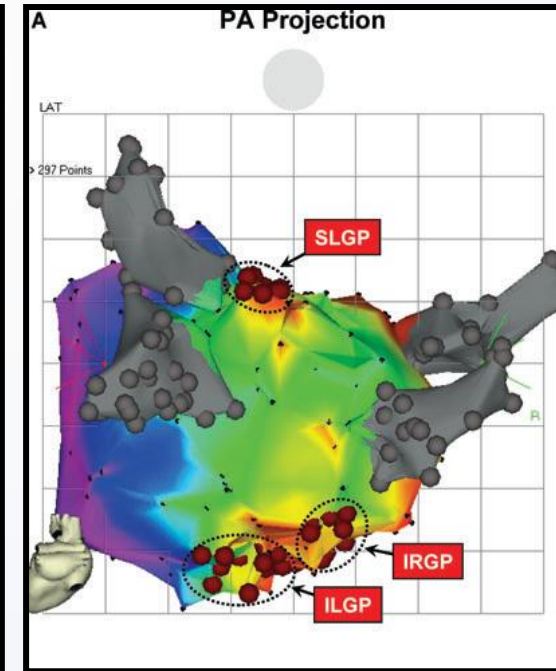 A
PA Projection
LAT
> 297 Points
SLGP
R
IRGP
ILGP